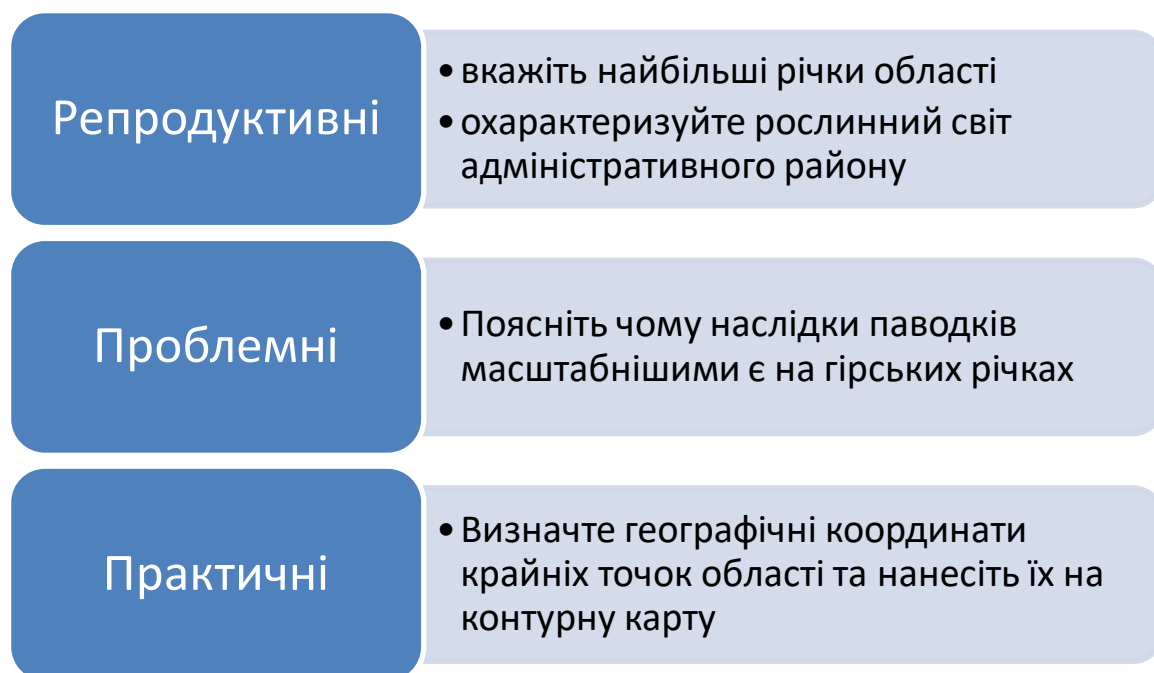 Репродуктивні
• вкажіть найбільші річки області
• охарактеризуйте рослинний світ
адміністративного району
Проблемні
• Поясніть чому наслідки паводків
масштабнішими є на гірських річках
Практичні
• Визначте географічні координати
крайніх точок області та нанесіть їх на
контурну карту